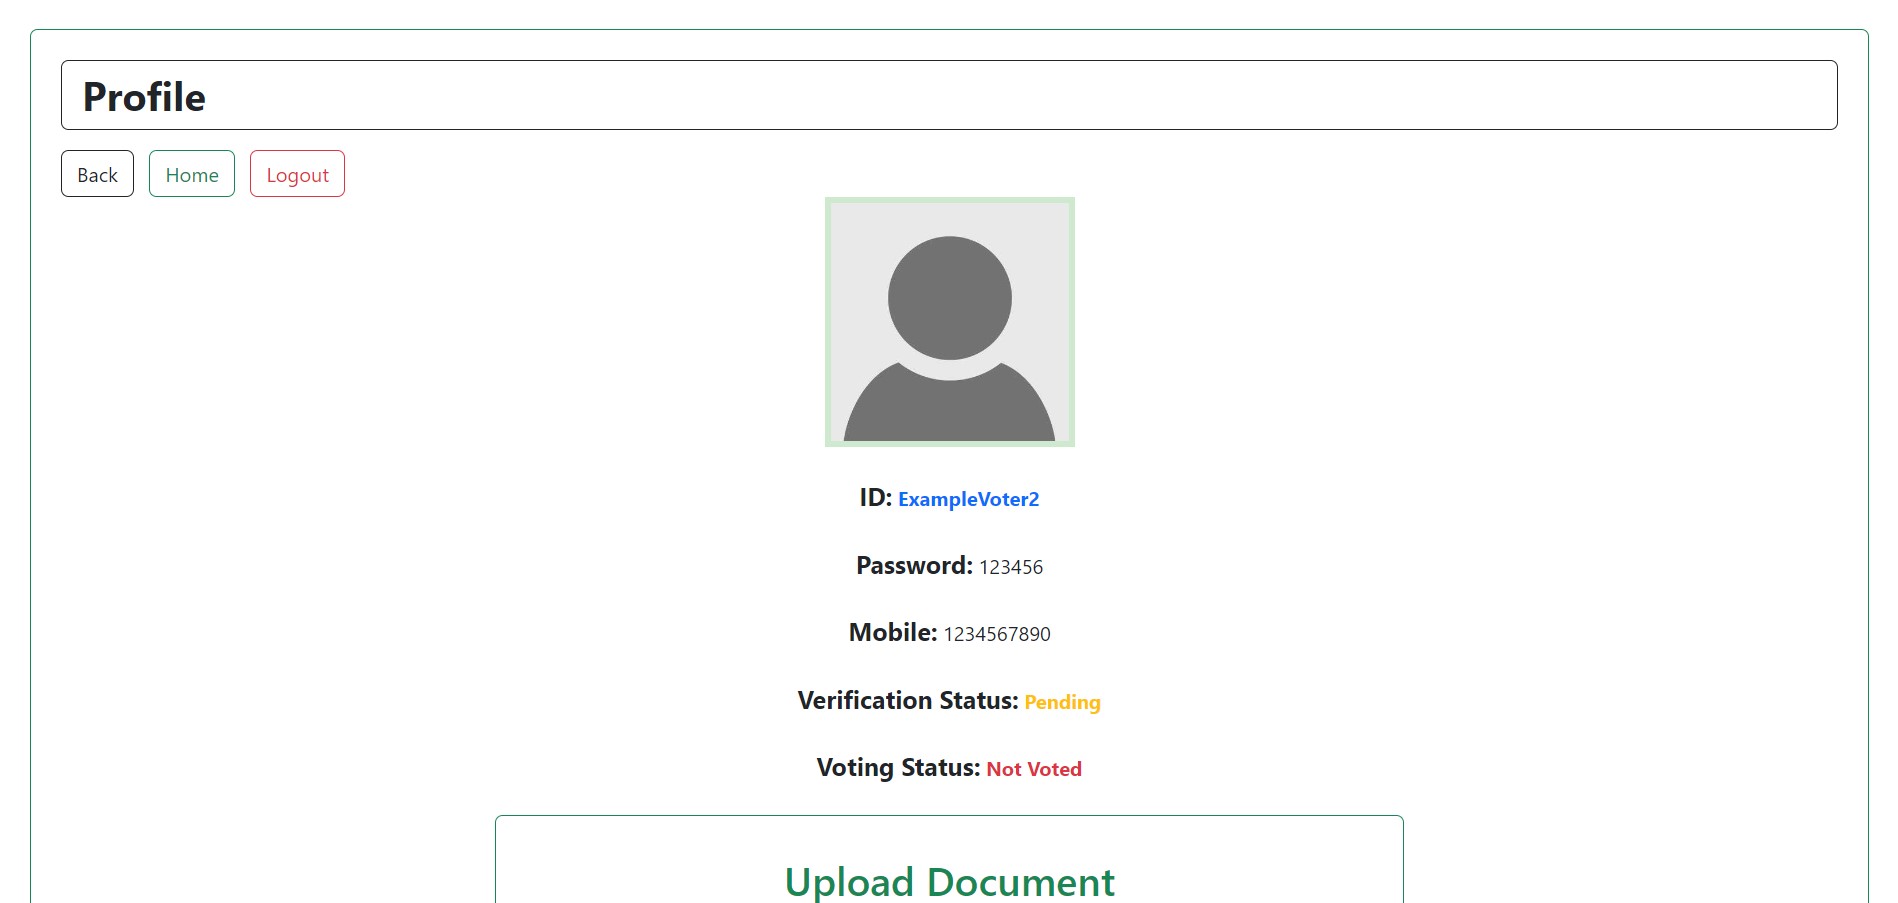 Profile
Back Home Logout
ID: ExampleVoter2
Password: 123456
Mobile: 1234567890
Verification Status: Pending
Voting Status: Not Voted
Upload Document